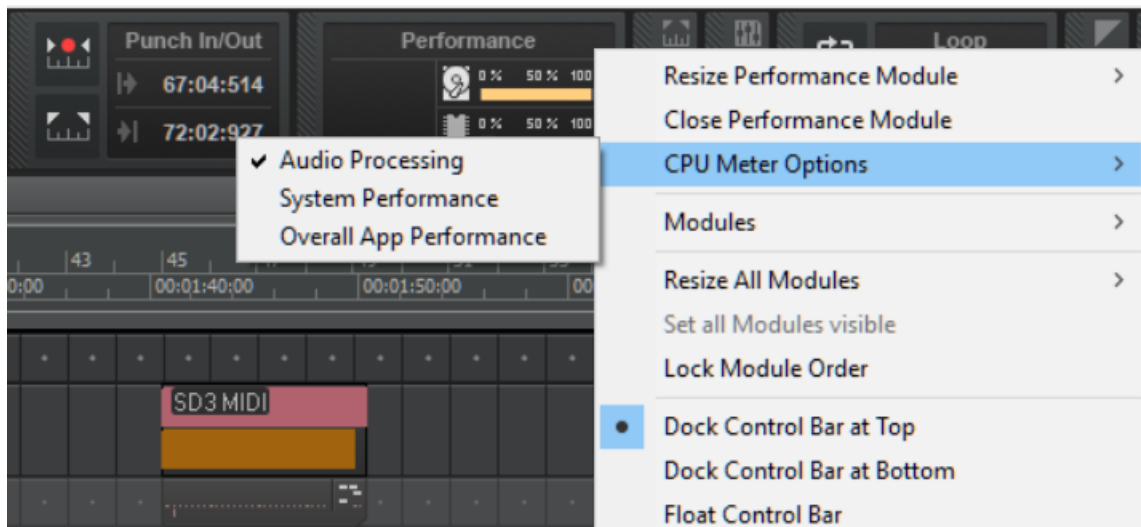 Punch In/Out
67:04:514
72:02:927
Performance
0 % 50 % 100
0 % 50 % 100
Loop
Resize Performance Module
Close Performance Module
CPU Meter Options
Modules
Resize All Modules
Set all Modules visible
Lock Module Order
Dock Control Bar at Top
Dock Control Bar at Bottom
Float Control Bar
Audio Processing
System Performance
Overall App Performance
43 45
0:00 00:01:40:00 00:01:50:00 00
SD3 MIDI